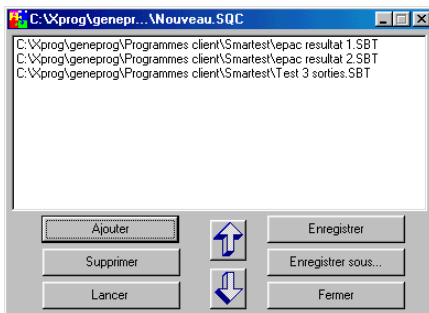 C:\Xprog\genepr...\Nouveau.SQC
C:\Xprog\geneprog\Programmes client\Smartest\epac resultat 1.SBT
C:\Xprog\geneprog\Programmes client\Smartest\epac resultat 2.SBT
C:\Xprog\geneprog\Programmes client\Smartest\Test 3 sorties.SBT
Ajouter
Enregistrer
Supprimer
Enregistrer sous...
Lancer
Fermer